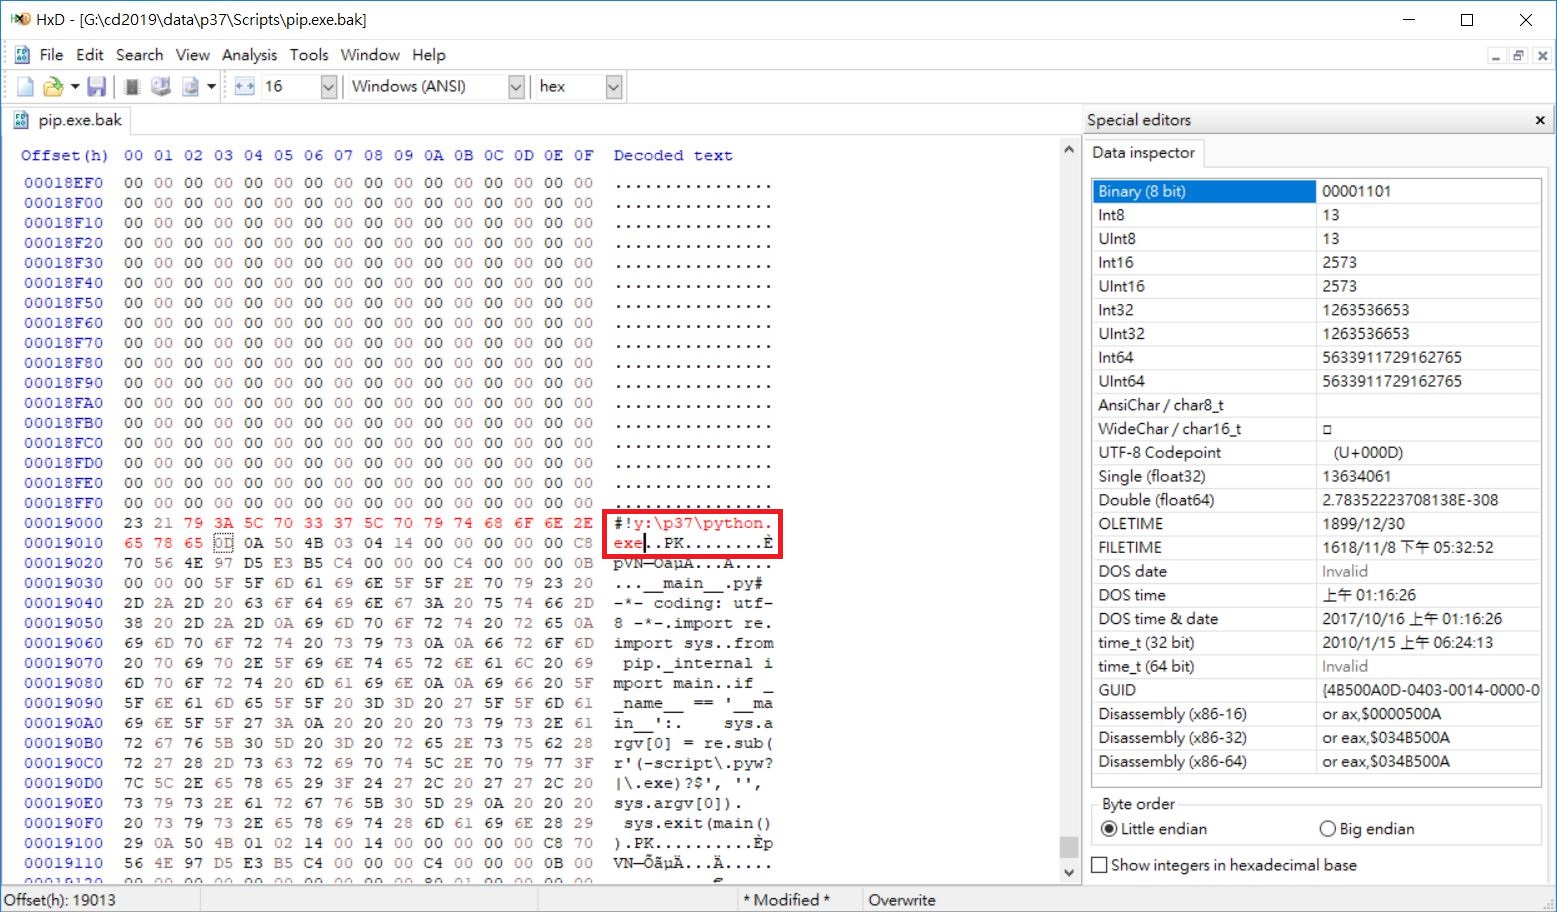 HxD - [G:\cd2019\data\p37\Scripts\pip.exe.bak]
File Edit Search View Analysis Tools Window Help
16 Windows (ANSI) hex
pip.exe.bak
Offset(h) 00 01 02 03 04 05 06 07 08 09 0A 0B 0C 0D 0E 0F Decoded text
00018EF0 00 00 00 00 00 00 00 00 00 00 00 00 00 00 00 00 ................
00018F00 00 00 00 00 00 00 00 00 00 00 00 00 00 00 00 00 ................
00018F10 00 00 00 00 00 00 00 00 00 00 00 00 00 00 00 00 ................
00018F20 00 00 00 00 00 00 00 00 00 00 00 00 00 00 00 00 ................
00018F30 00 00 00 00 00 00 00 00 00 00 00 00 00 00 00 00 ................
00018F40 00 00 00 00 00 00 00 00 00 00 00 00 00 00 00 00 ................
00018F50 00 00 00 00 00 00 00 00 00 00 00 00 00 00 00 00 ................
00018F60 00 00 00 00 00 00 00 00 00 00 00 00 00 00 00 00 ................
00018F70 00 00 00 00 00 00 00 00 00 00 00 00 00 00 00 00 ................
00018F80 00 00 00 00 00 00 00 00 00 00 00 00 00 00 00 00 ................
00018F90 00 00 00 00 00 00 00 00 00 00 00 00 00 00 00 00 ................
00018FA0 00 00 00 00 00 00 00 00 00 00 00 00 00 00 00 00 ................
00018FB0 00 00 00 00 00 00 00 00 00 00 00 00 00 00 00 00 ................
00018FC0 00 00 00 00 00 00 00 00 00 00 00 00 00 00 00 00 ................
00018FD0 00 00 00 00 00 00 00 00 00 00 00 00 00 00 00 00 ................
00018FE0 00 00 00 00 00 00 00 00 00 00 00 00 00 00 00 00 ................
00018FF0 00 00 00 00 00 00 00 00 00 00 00 00 00 00 00 00 ................
00019000 23 21 79 3A 5C 70 33 37 5C 70 79 74 68 6F 6E 2E #!y:\p37\python.
00019010 65 78 65 0D 0A 50 4B 03 04 14 00 00 00 00 00 C8 exe..PK........È
00019020 70 56 4E 97 D5 E3 B5 C4 00 00 00 C4 00 00 00 0B pVN—ÕãµÄ...Ä....
00019030 00 00 00 5F 5F 6D 61 69 6E 5F 5F 2E 70 79 23 20 ...__main__.py#
00019040 2D 2A 2D 20 63 6F 64 69 6E 67 3A 20 75 74 66 2D -*- coding: utf-
00019050 38 20 2D 2A 2D 0A 69 6D 70 6F 72 74 20 72 65 0A 8 -*-.import re.
00019060 69 6D 70 6F 72 74 20 73 79 73 0A 0A 66 72 6F 6D import sys..from
00019070 20 70 69 70 2E 5F 69 6E 74 65 72 6E 61 6C 20 69 pip._internal i
00019080 6D 70 6F 72 74 20 6D 61 69 6E 0A 0A 69 66 20 5F mport main..if _
00019090 5F 6E 61 6D 65 5F 5F 20 3D 3D 20 27 5F 5F 6D 61 _name__ == '__ma
000190A0 69 6E 5F 5F 27 3A 0A 20 20 20 20 73 79 73 2E 61 in__':.    sys.a
000190B0 72 67 76 5B 30 5D 20 3D 20 72 65 2E 73 75 62 28 rgv[0] = re.sub(
000190C0 72 27 28 2D 73 63 72 69 70 74 5C 2E 70 79 77 3F r'(-script\.pyw?
000190D0 7C 5C 2E 65 78 65 29 3F 24 27 2C 20 27 27 2C 20 |\.exe)?$', '',
000190E0 73 79 73 2E 61 72 67 76 5B 30 5D 29 0A 20 20 20 sys.argv[0]).
000190F0 20 73 79 73 2E 65 78 69 74 28 6D 61 69 6E 28 29 sys.exit(main()
00019100 29 0A 50 4B 01 02 14 00 14 00 00 00 00 00 C8 70 ).PK..........Èp
00019110 56 4E 97 D5 E3 B5 C4 00 00 00 C4 00 00 00 0B 00 VN—ÕãµÄ...Ä.....
Special editors
Data inspector
Binary (8 bit) 00001101
Int8 13
UInt8 13
Int16 2573
UInt16 2573
Int32 1263536653
UInt32 1263536653
Int64 5633911729162765
UInt64 5633911729162765
AnsiChar / char8_t
WideChar / char16_t □
UTF-8 Codepoint (U+000D)
Single (float32) 13634061
Double (float64) 2.78352223708138E-308
OLETIME 1899/12/30
FILETIME 1618/11/8 下午 05:32:52
DOS date Invalid
DOS time 上午 01:16:26
DOS time & date 2017/10/16 上午 01:16:26
time_t (32 bit) 2010/1/15 上午 06:24:13
time_t (64 bit) Invalid
GUID {4B500A0D-0403-0014-0000-0
Disassembly (x86-16) or ax,$0000500A
Disassembly (x86-32) or eax,$034B500A
Disassembly (x86-64) or eax,$034B500A
Byte order
Little endian Big endian
Show integers in hexadecimal base
Offset(h): 19013 * Modified * Overwrite